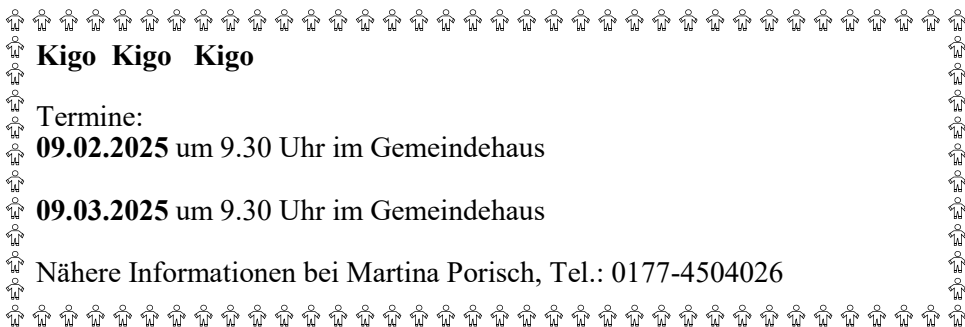 Kigo Kigo Kigo
Termine:
09.02.2025 um 9.30 Uhr im Gemeindehaus
09.03.2025 um 9.30 Uhr im Gemeindehaus
Nähere Informationen bei Martina Porisch, Tel.: 0177-4504026